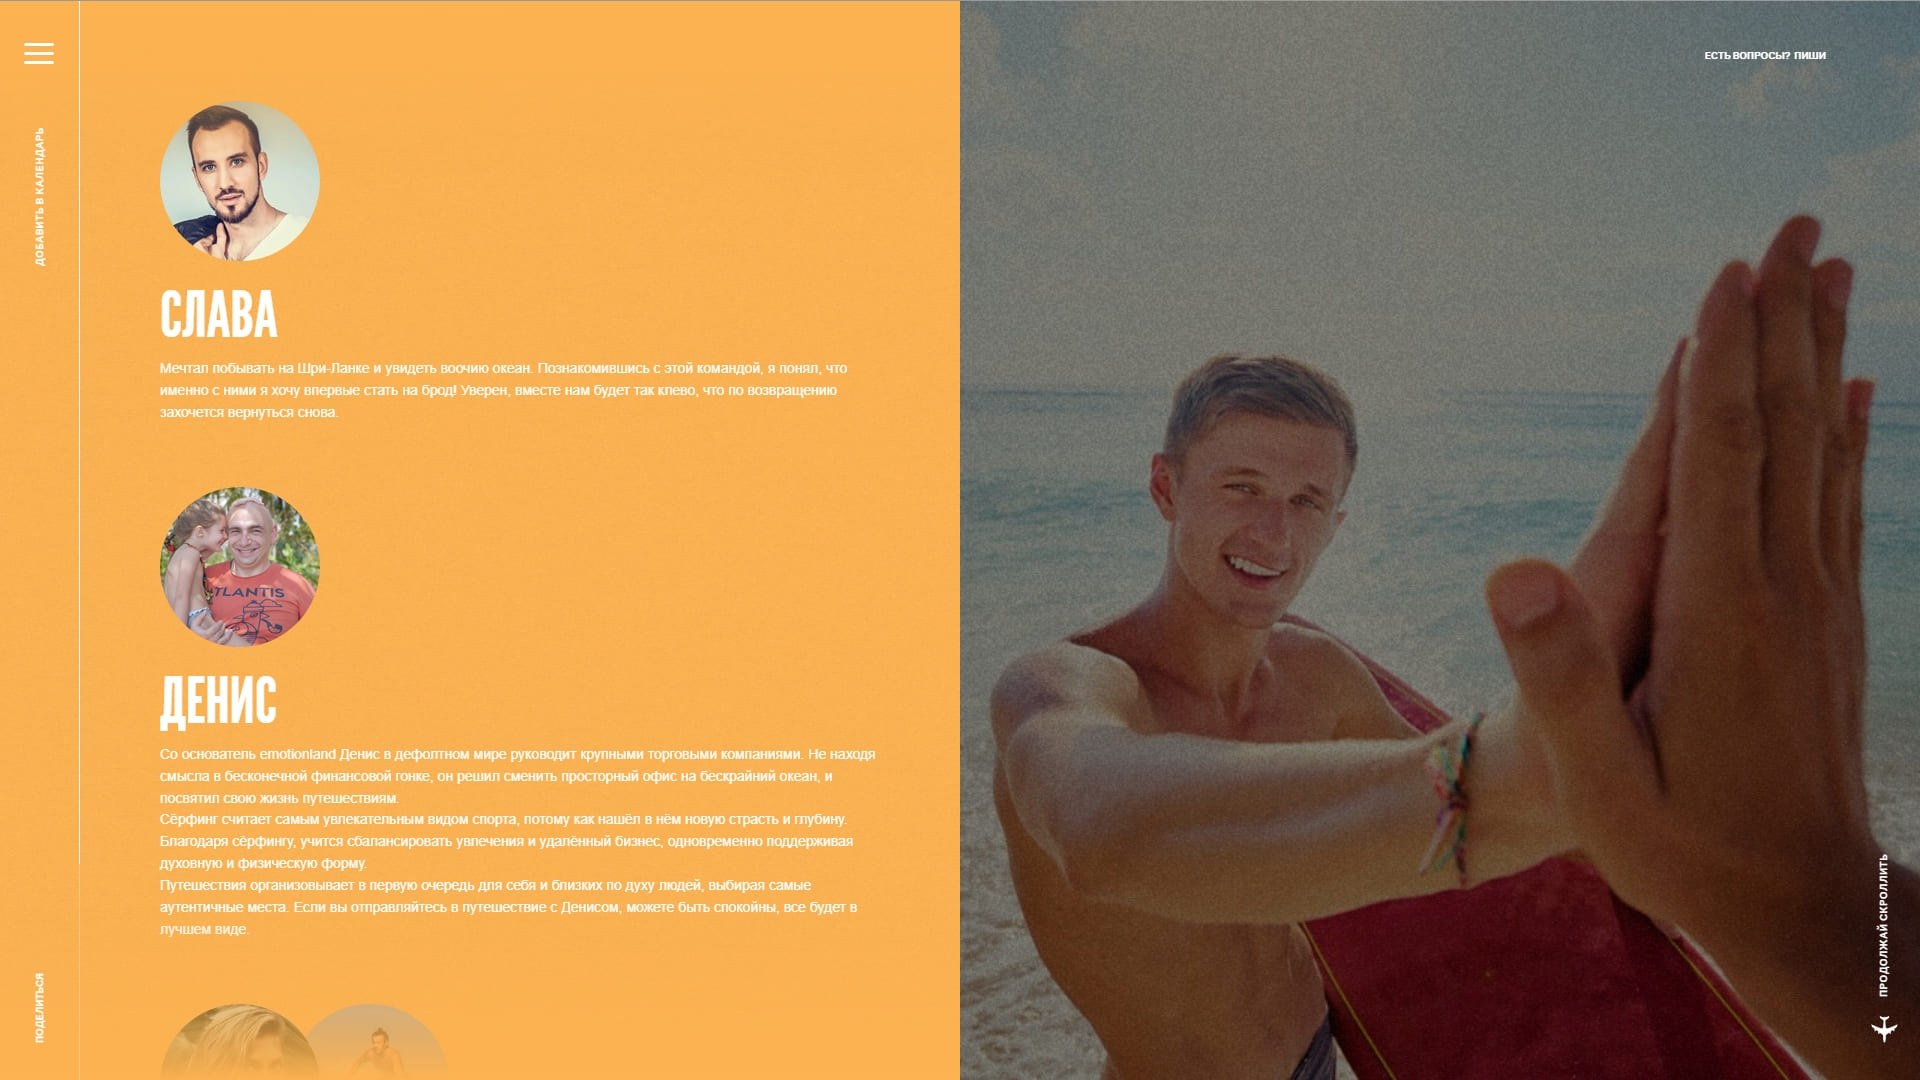 ЕСТЬ ВОПРОСЫ? ПИШИ
ДОБАВИТЬ В КАЛЕНДАРЬ
СЛАВА
Мечтал побывать на Шри-Ланке и увидеть воочию океан. Познакомившись с этой командой, я понял, что
именно с ними я хочу впервые стать на брод! Уверен, вместе нам будет так клево, что по возвращению
захочется вернуться снова.
TLANTIS
ДЕНИС
Со основатель emotionland Денис в дефолтном мире руководит крупными торговыми компаниями. Не находя
смысла в бесконечной финансовой гонке, он решил сменить просторный офис на бескрайний океан, и
посвятил свою жизнь путешествиям.
Сёрфинг считает самым увлекательным видом спорта, потому как нашёл в нём новую страсть и глубину.
Благодаря сёрфингу, учится сбалансировать увлечения и удалённый бизнес, одновременно поддерживая
духовную и физическую форму.
Путешествия организовывает в первую очередь для себя и близких по духу людей, выбирая самые
аутентичные места. Если вы отправляйтесь в путешествие с Денисом, можете быть спокойны, все будет в
лучшем виде.
ПОДЕЛИТЬСЯ
ПРОДОЛЖАЙ СКРОЛЛИТЬ